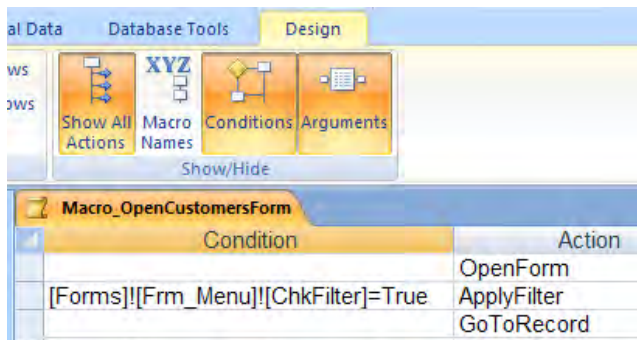 al Data Database Tools Design
ws
ows
XYZ
Show All Actions Macro Names Conditions Arguments
Show/Hide
Macro_OpenCustomersForm
Condition Action
OpenForm
[Forms]![Frm_Menu]![ChkFilter]=True ApplyFilter
GoToRecord